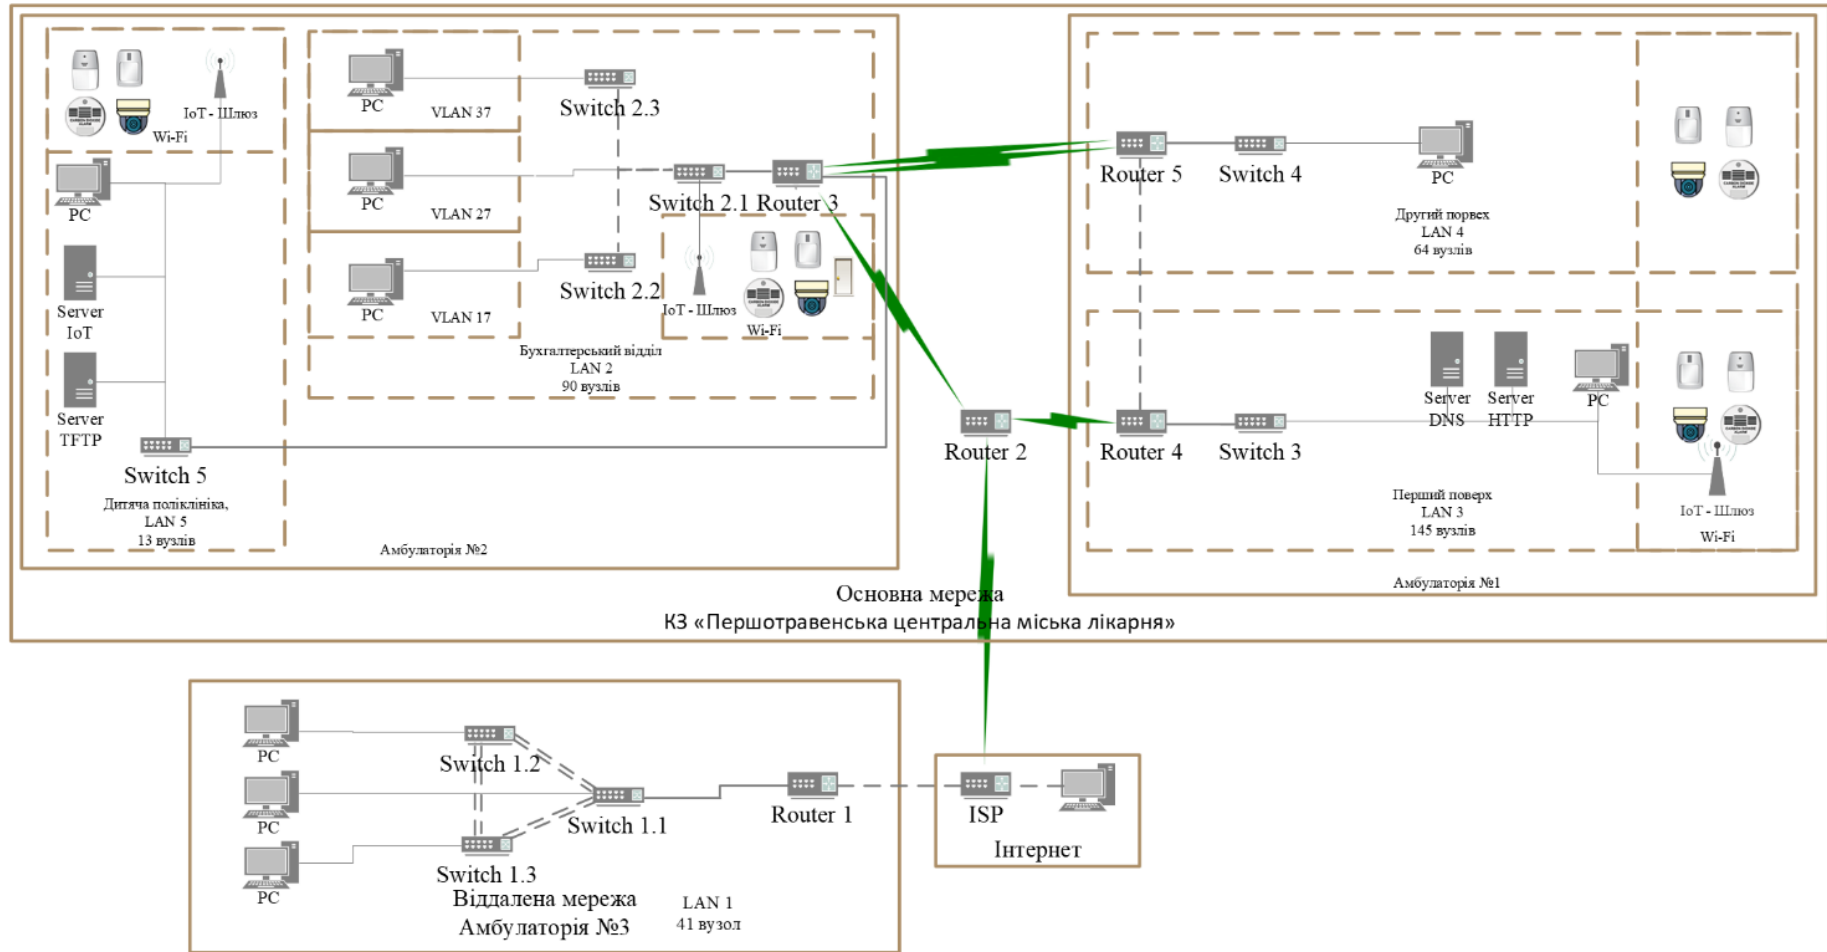 IoT - Шлюз
Wi-Fi
PC
Server
IoT
Server
TFTP
Switch 5
Дитяча поліклініка,
LAN 5
13 вузлів
PC
VLAN 37
PC
VLAN 27
PC
VLAN 17
Switch 2.3
Switch 2.1
Router 3
Switch 2.2
IoT - Шлюз
Wi-Fi
Бухгалтерський відділ
LAN 2
90 вузлів
Амбулаторія №2
Router 5
Switch 4
PC
Другий порвех
LAN 4
64 вузлів
Router 2
Router 4
Switch 3
Server
DNS
Server
HTTP
PC
Перший поверх
LAN 3
145 вузлів
IoT - Шлюз
Wi-Fi
Амбулаторія №1
Основна мережа
КЗ «Першотравенська центральна міська лікарня»
PC
PC
PC
Switch 1.2
Switch 1.1
Switch 1.3
Router 1
ISP
Інтернет
Віддалена мережа
Амбулаторія №3
LAN 1
41 вузол